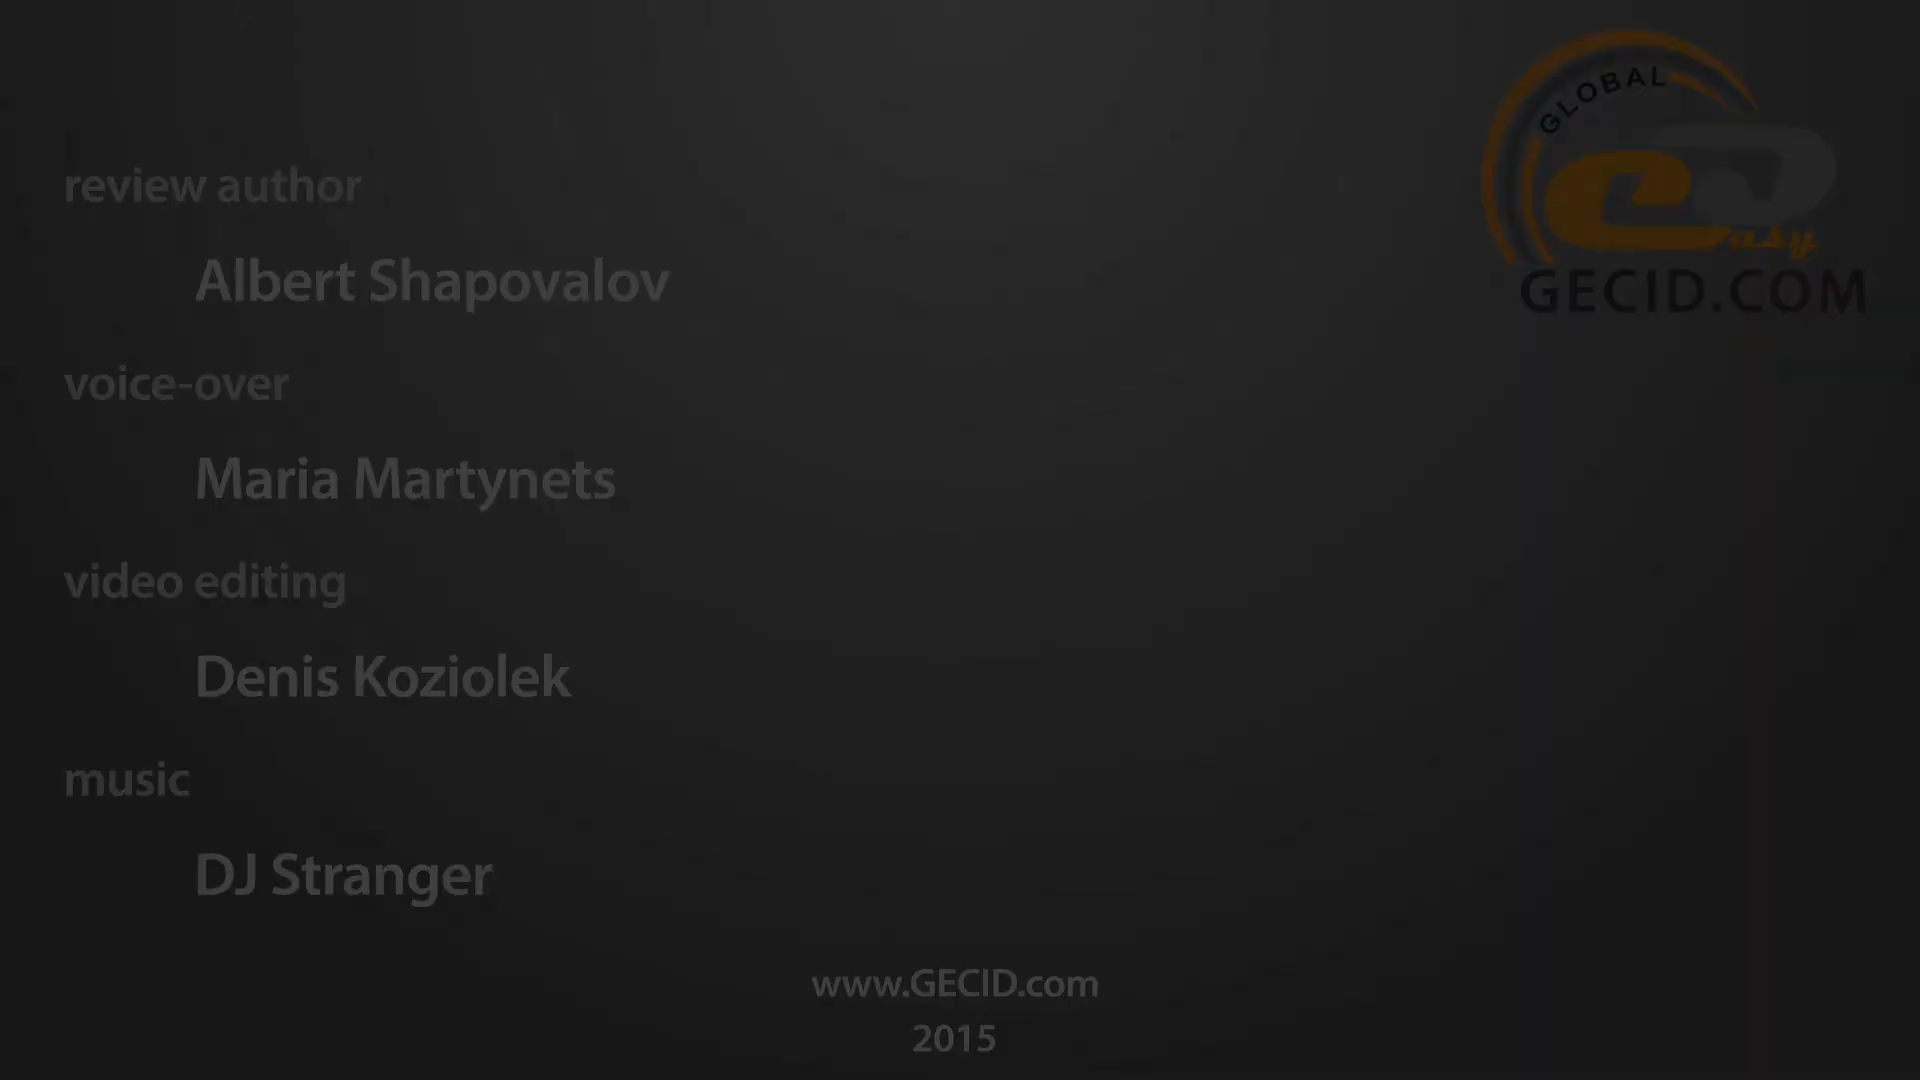 GLOBAL
easy
GECID.COM
review author
Albert Shapovalov
voice-over
Maria Martynets
video editing
Denis Koziolek
music
DJ Stranger
www.GECID.com
2015